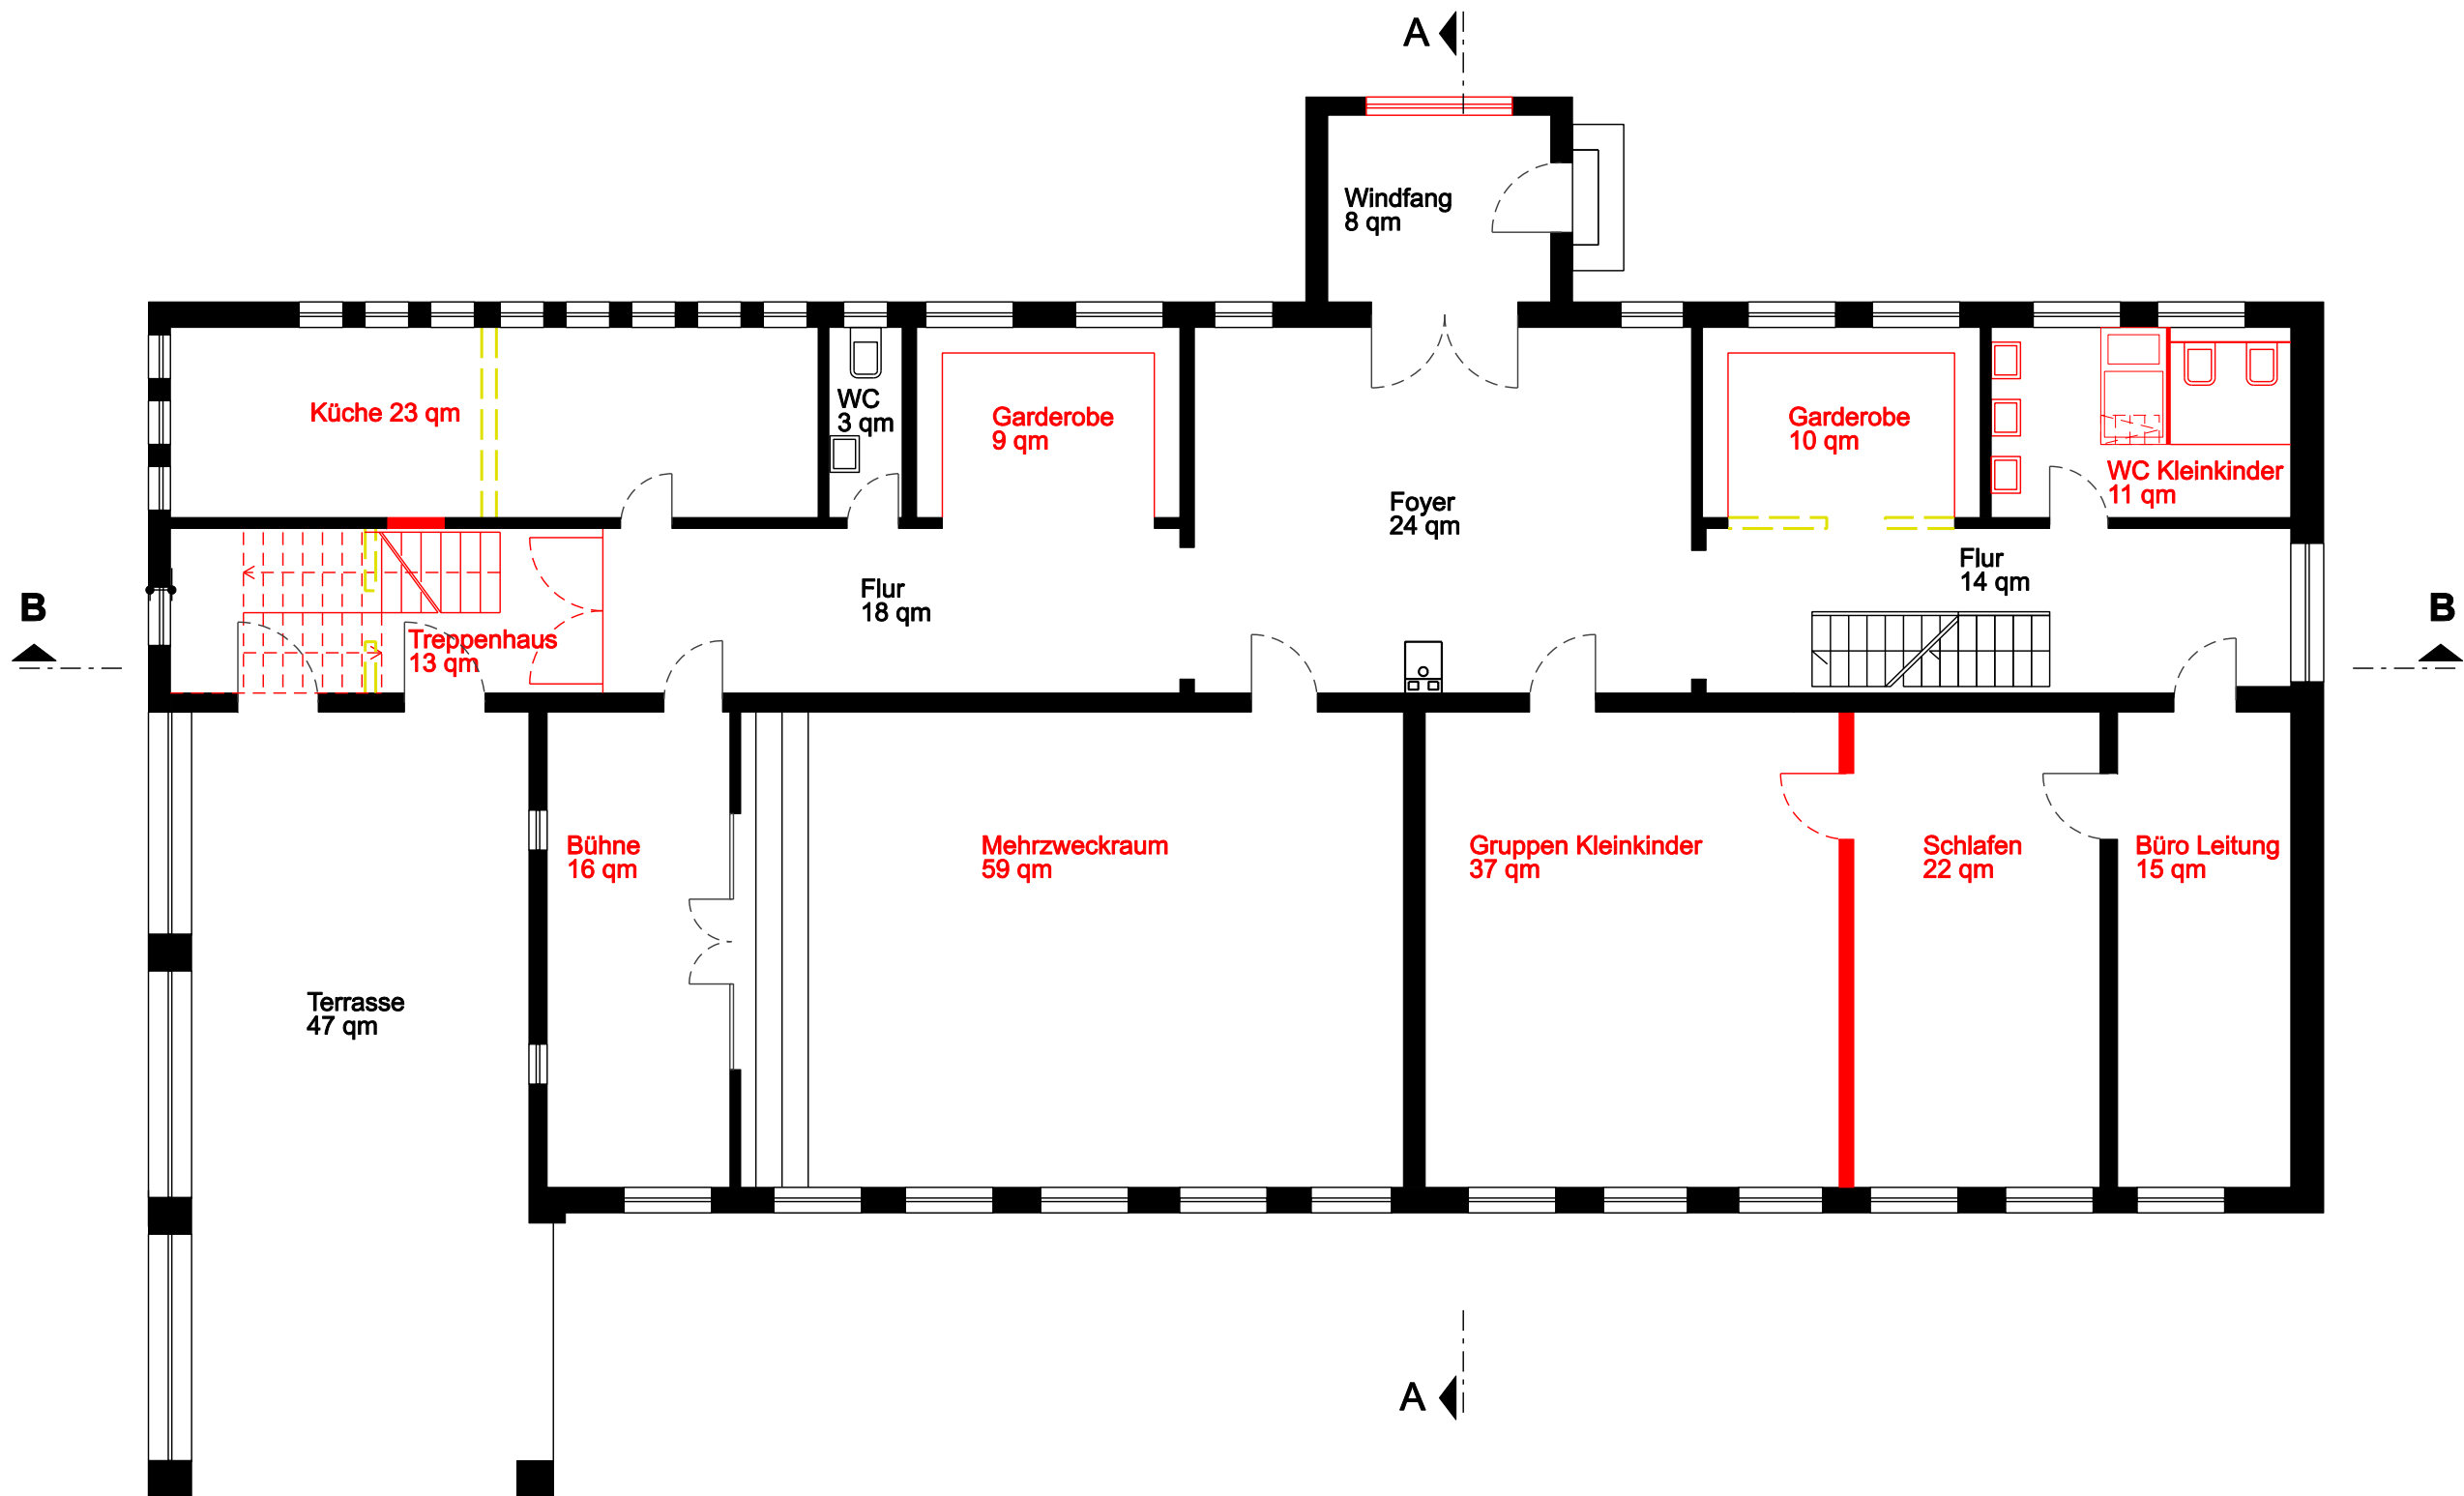 A
Windfang
8 qm
Küche 23 qm
WC
3 qm
Garderobe
9 qm
Garderobe
10 qm
WC Kleinkinder
11 qm
Foyer
24 qm
Flur
18 qm
Flur
14 qm
B
B
Treppenhaus
13 qm
Bühne
16 qm
Mehrzweckraum
59 qm
Gruppen Kleinkinder
37 qm
Schlafen
22 qm
Büro Leitung
15 qm
Terrasse
47 qm
A